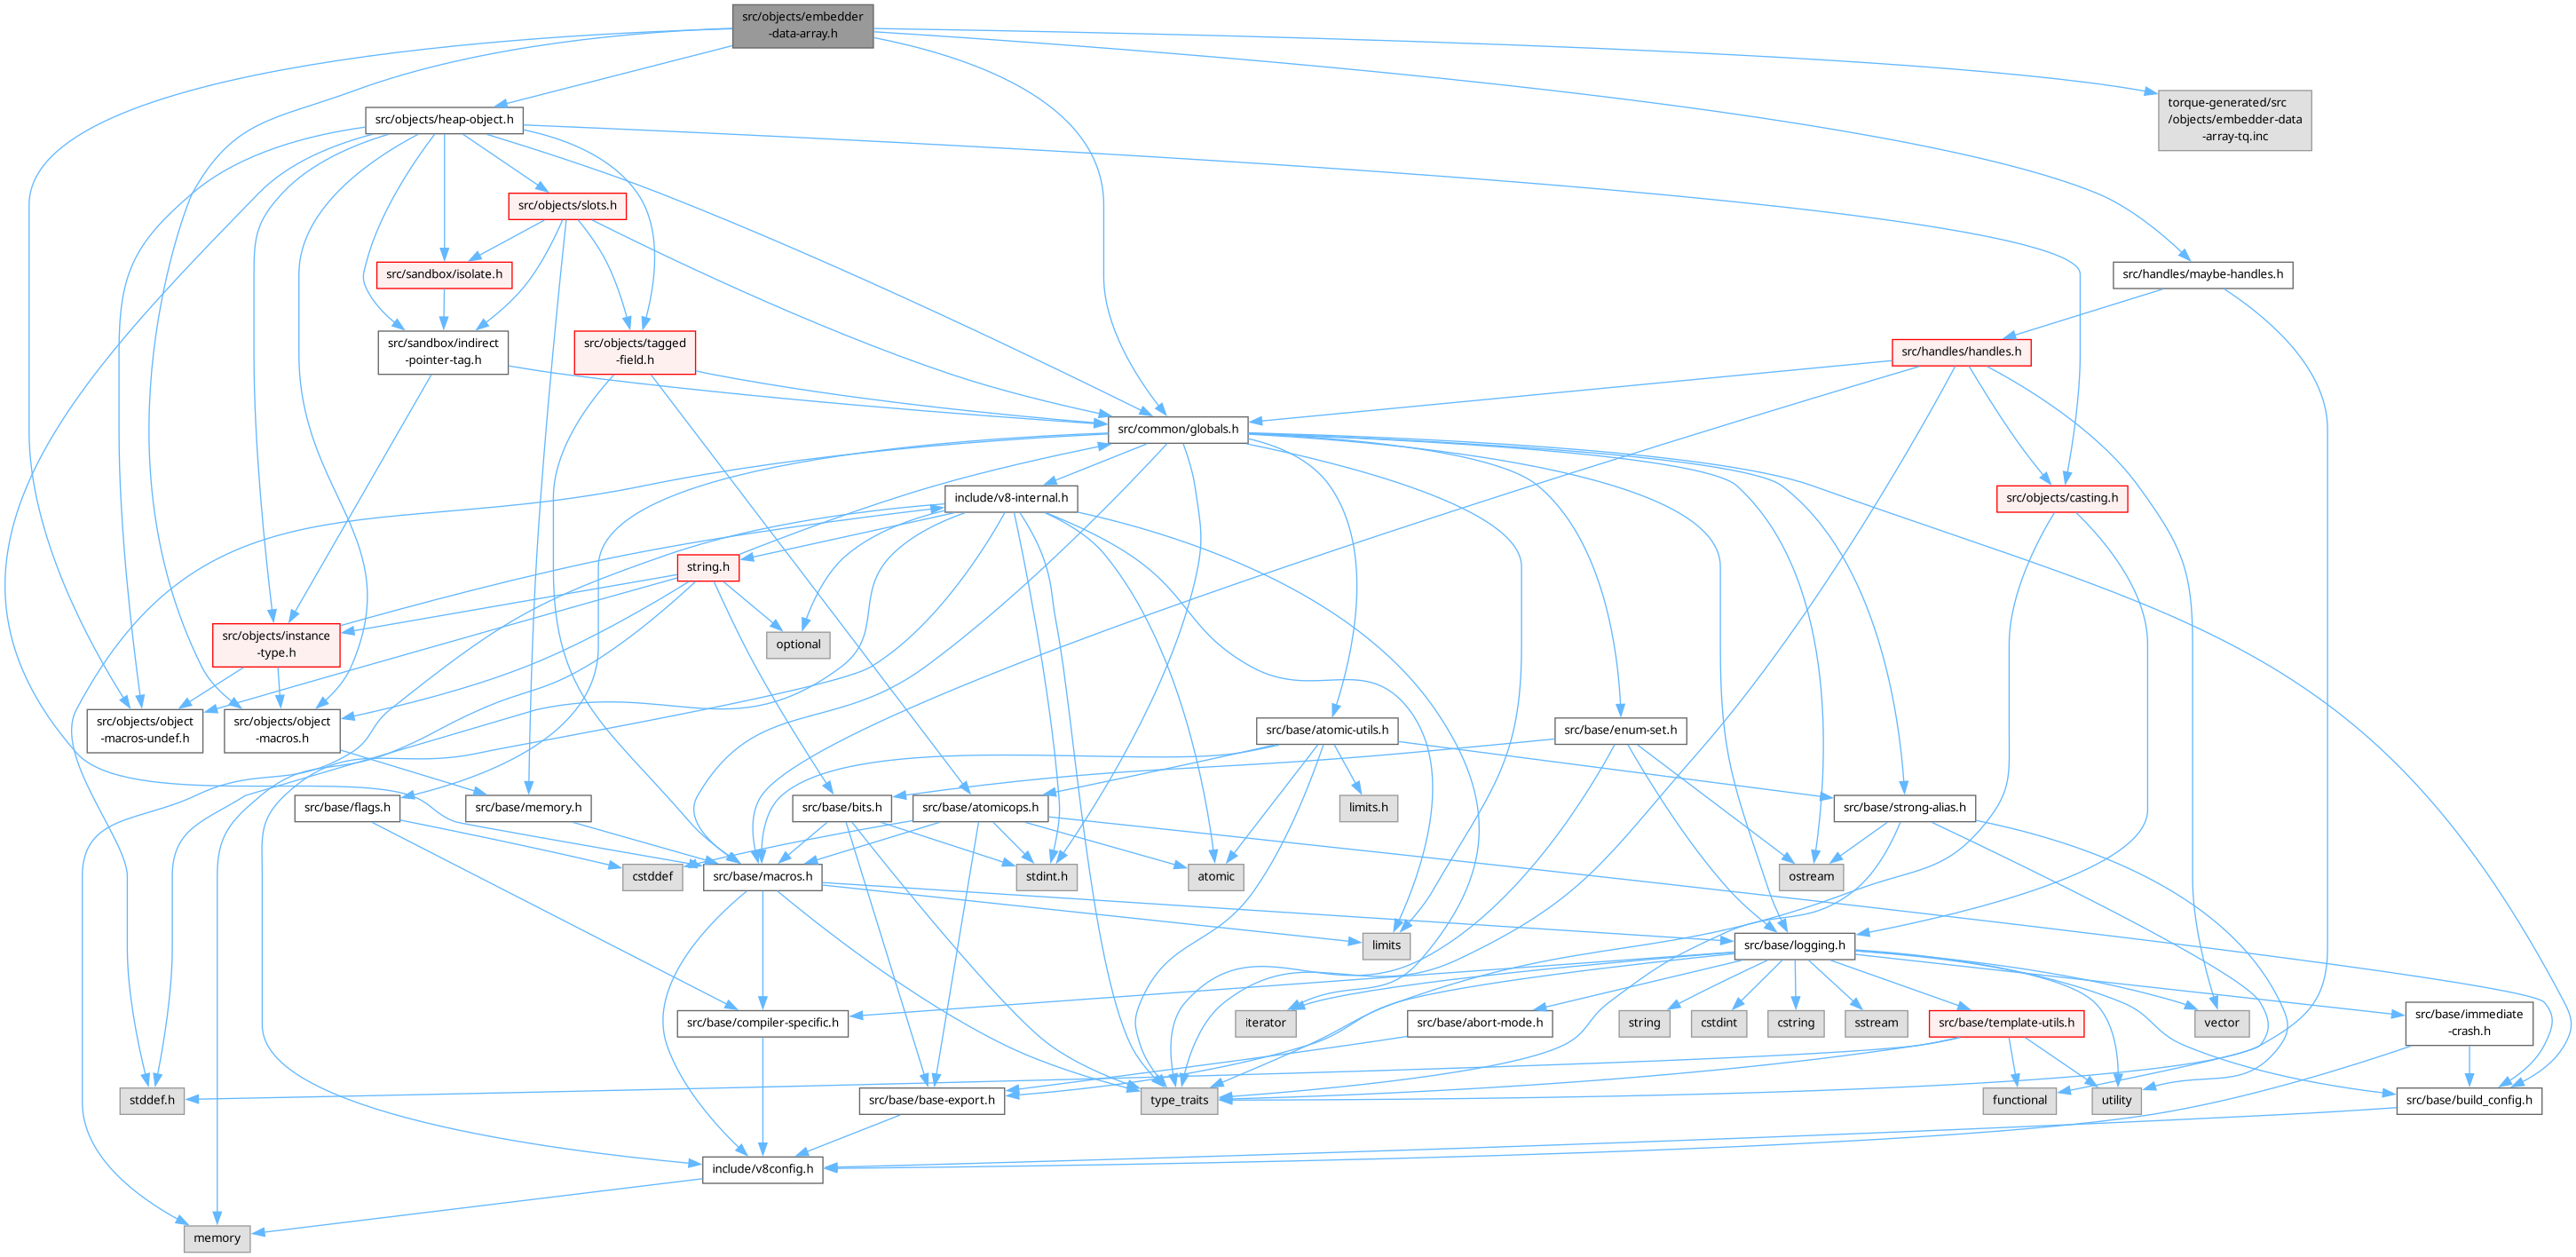 src/objects/embedder
-data-array.h
torque-generated/src
/objects/embedder-data
-array-tq.inc
src/objects/heap-object.h
src/objects/slots.h
src/sandbox/isolate.h
src/handles/maybe-handles.h
src/sandbox/indirect
-pointer-tag.h
src/objects/tagged
-field.h
src/handles/handles.h
src/common/globals.h
include/v8-internal.h
src/objects/casting.h
string.h
src/objects/instance
-type.h
optional
src/objects/object
-macros-undef.h
src/objects/object
-macros.h
src/base/atomic-utils.h
src/base/enum-set.h
src/base/flags.h
src/base/memory.h
src/base/bits.h
src/base/atomicops.h
limits.h
src/base/strong-alias.h
cstddef
src/base/macros.h
stdint.h
atomic
ostream
limits
src/base/logging.h
src/base/compiler-specific.h
iterator
src/base/abort-mode.h
string
cstdint
cstring
sstream
src/base/template-utils.h
src/base/immediate
-crash.h
vector
stddef.h
src/base/base-export.h
type_traits
functional
utility
src/base/build_config.h
include/v8config.h
memory